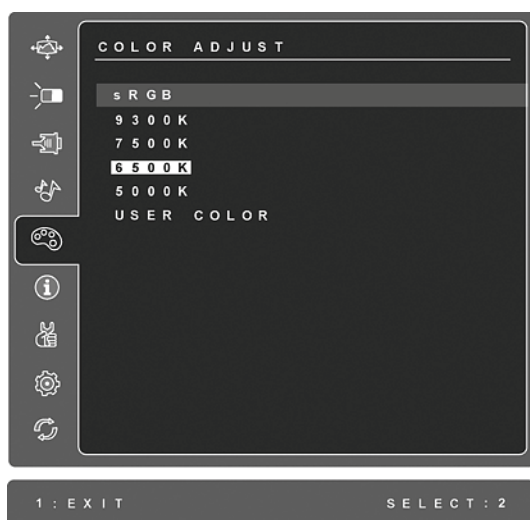 COLOR ADJUST
sRGB
9300K
7500K
6500K
5000K
USER COLOR
1:EXIT SELECT:2